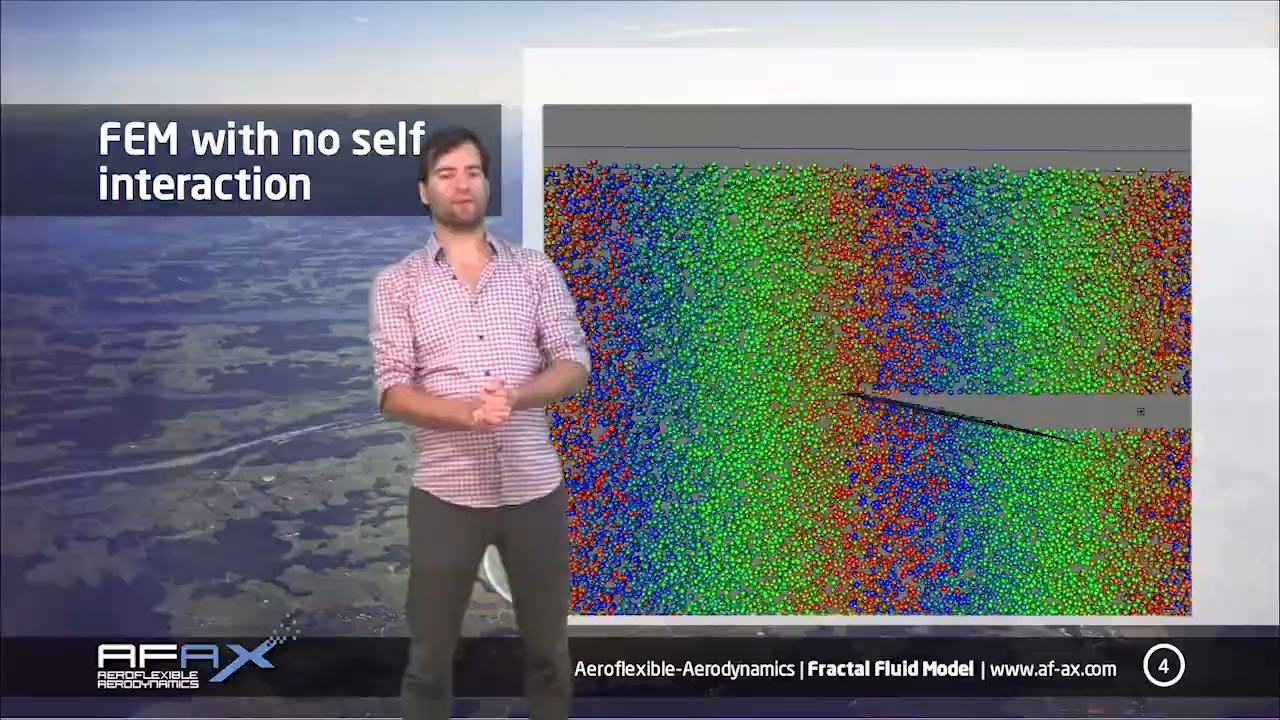 FEM with no self
interaction
AFAX
AEROFLEXIBLE
AERODYNAMICS
Aeroflexible-Aerodynamics | Fractal Fluid Model | www.af-ax.com
4